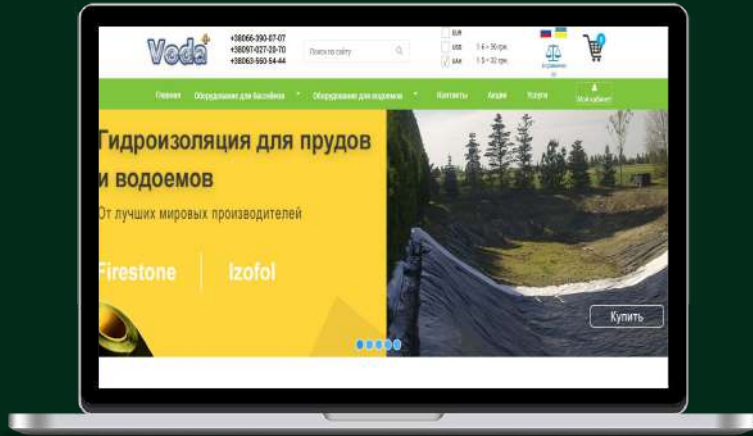 Voda+
+38066-390-07-07
+38097-027-20-70
+38063-560-54-44
Поиск по сайту
EUR
USD
UAH
Главная Оборудование для бассейнов Оборудование для водоемов Контакты Акции Услуги Мой кабинет
Гидроизоляция для прудов
и водоемов
От лучших мировых производителей
Firestone Izofol
Купить